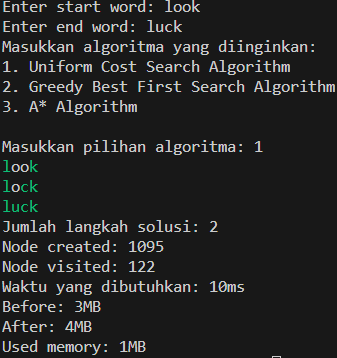 Enter start word: look
Enter end word: luck
Masukkan algoritma yang diinginkan:
1. Uniform Cost Search Algorithm
2. Greedy Best First Search Algorithm
3. A* Algorithm

Masukkan pilihan algoritma: 1
look
lock
luck
Jumlah langkah solusi: 2
Node created: 1095
Node visited: 122
Waktu yang dibutuhkan: 10ms
Before: 3MB
After: 4MB
Used memory: 1MB